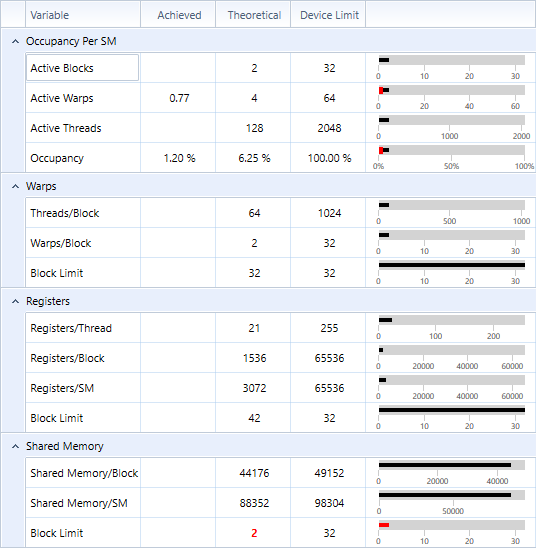 Variable Achieved Theoretical Device Limit
Occupancy Per SM
Active Blocks 2 32
0 10 20 30
Active Warps 0.77 4 64
0 20 40 60
Active Threads 128 2048
0 1000 2000
Occupancy 1.20 % 6.25 % 100.00 %
0% 50% 100%
Warps
Threads/Block 64 1024
0 500 1000
Warps/Block 2 32
0 10 20 30
Block Limit 32 32
0 10 20 30
Registers
Registers/Thread 21 255
0 100 200
Registers/Block 1536 65536
0 20000 40000 60000
Registers/SM 3072 65536
0 20000 40000 60000
Block Limit 42 32
0 10 20 30
Shared Memory
Shared Memory/Block 44176 49152
0 20000 40000
Shared Memory/SM 88352 98304
0 50000
Block Limit 2 32
0 10 20 30